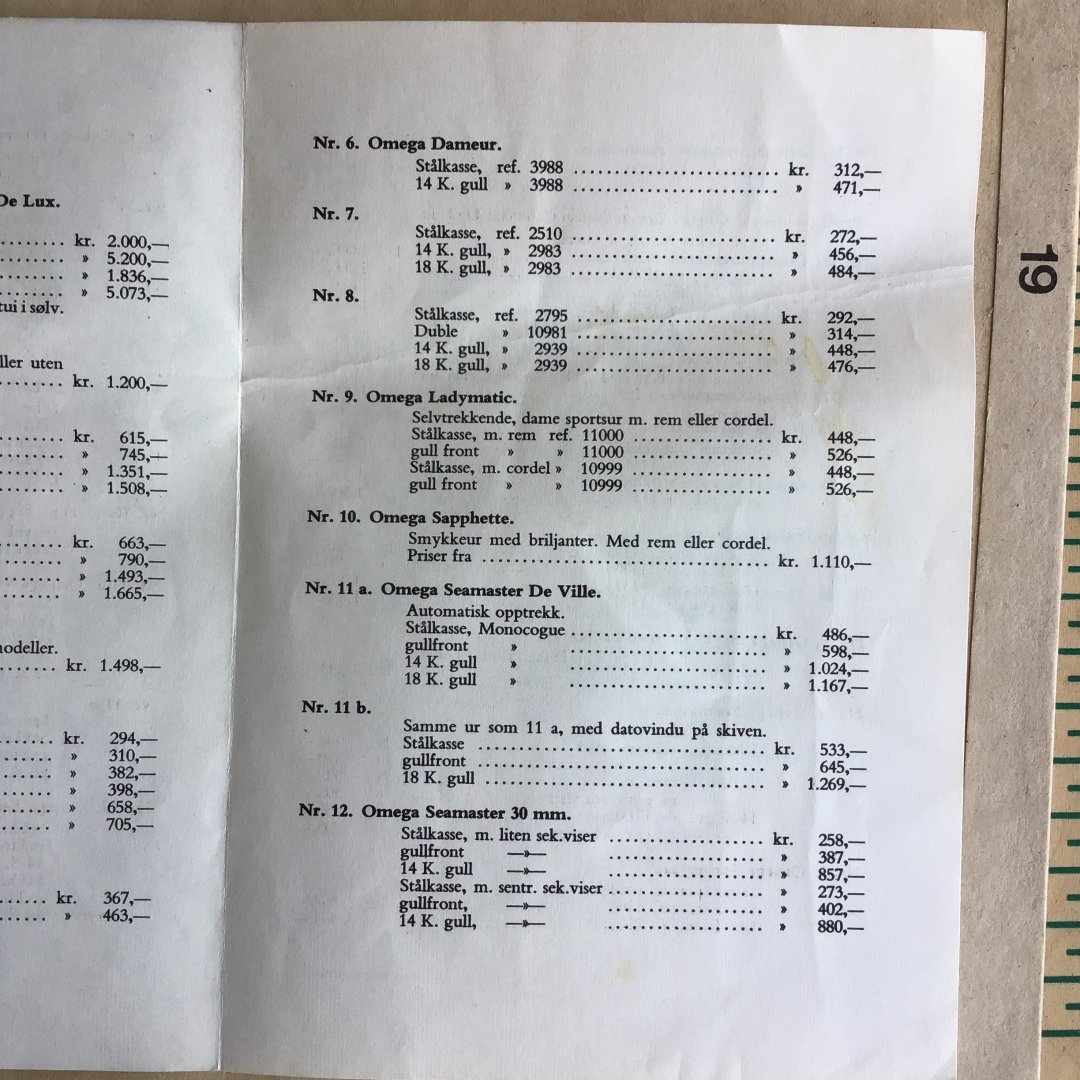 De Lux.
........ kr. 2.000,—
........ » 5.200,—
........ » 1.836,—
........ » 5.073,—
tui i sølv.
ller uten
........ kr. 1.200,—
........ kr. 615,—
........ » 745,—
........ » 1.351,—
........ » 1.508,—
........ kr. 663,—
........ » 790,—
........ » 1.493,—
........ » 1.665,—
nodeller.
........ kr. 1.498,—
........ kr. 294,—
........ » 310,—
........ » 382,—
........ » 398,—
........ » 658,—
........ » 705,—
........ kr. 367,—
........ » 463,—
Nr. 6. Omega Dameur.
Stålkasse, ref. 3988 ........ kr. 312,—
14 K. gull » 3988 ........ » 471,—
Nr. 7.
Stålkasse, ref. 2510 ........ kr. 272,—
14 K. gull, » 2983 ........ » 456,—
18 K. gull, » 2983 ........ » 484,—
Nr. 8.
Stålkasse, ref. 2795 ........ kr. 292,—
Duble » 10981 ........ » 314,—
14 K. gull, » 2939 ........ » 448,—
18 K. gull, » 2939 ........ » 476,—
Nr. 9. Omega Ladymatic.
Selvtrekkende, dame sportsur m. rem eller cordel.
Stålkasse, m. rem ref. 11000 ........ kr. 448,—
gull front » » 11000 ........ » 526,—
Stålkasse, m. cordel » 10999 ........ » 448,—
gull front » » 10999 ........ » 526,—
Nr. 10. Omega Sapphette.
Smykkeur med briljanter. Med rem eller cordel.
Priser fra ........ kr. 1.110,—
Nr. 11 a. Omega Seamaster De Ville.
Automatisk opptrekk.
Stålkasse, Monocogue ........ kr. 486,—
gullfront » ........ » 598,—
14 K. gull » ........ » 1.024,—
18 K. gull » ........ » 1.167,—
Nr. 11 b.
Samme ur som 11 a, med datovindu på skiven.
Stålkasse ........ kr. 533,—
gullfront ........ » 645,—
18 K. gull ........ » 1.269,—
Nr. 12. Omega Seamaster 30 mm.
Stålkasse, m. liten sek.viser ........ kr. 258,—
gullfront —»— ........ » 387,—
14 K. gull —»— ........ » 857,—
Stålkasse, m. sentr. sek.viser ........ » 273,—
gullfront, —»— ........ » 402,—
14 K. gull, —»— ........ » 880,—
19